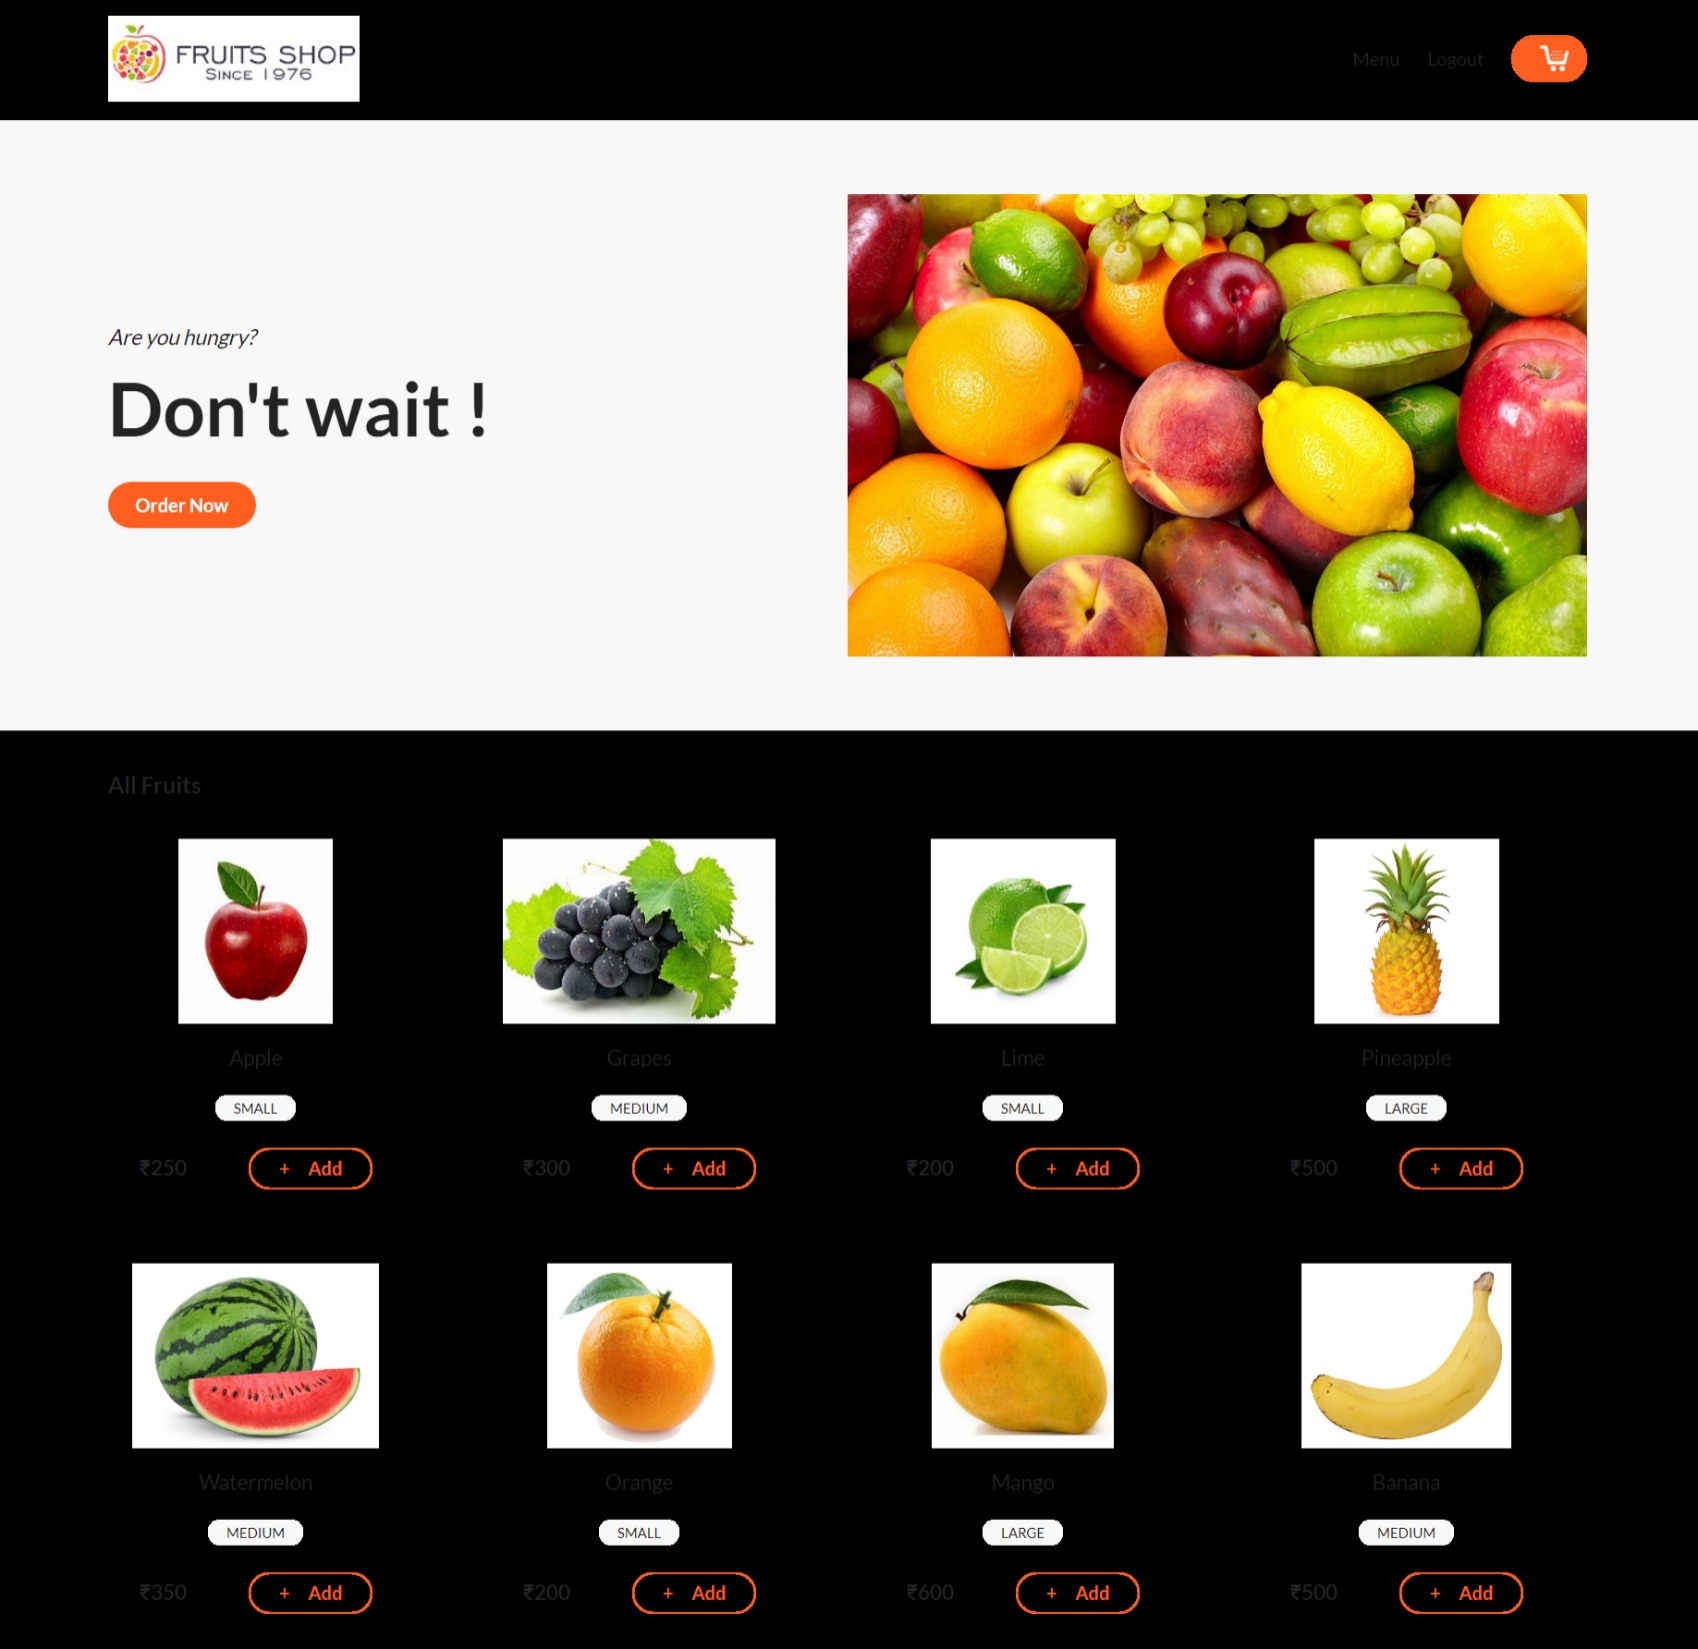 FRUITS SHOP
SINCE 1976
Menu Logout
Are you hungry?
Don't wait !
Order Now
All Fruits
Apple Grapes Lime Pineapple
SMALL MEDIUM SMALL LARGE
₹250 + Add ₹300 + Add ₹200 + Add ₹500 + Add
Watermelon Orange Mango Banana
MEDIUM SMALL LARGE MEDIUM
₹350 + Add ₹200 + Add ₹600 + Add ₹500 + Add